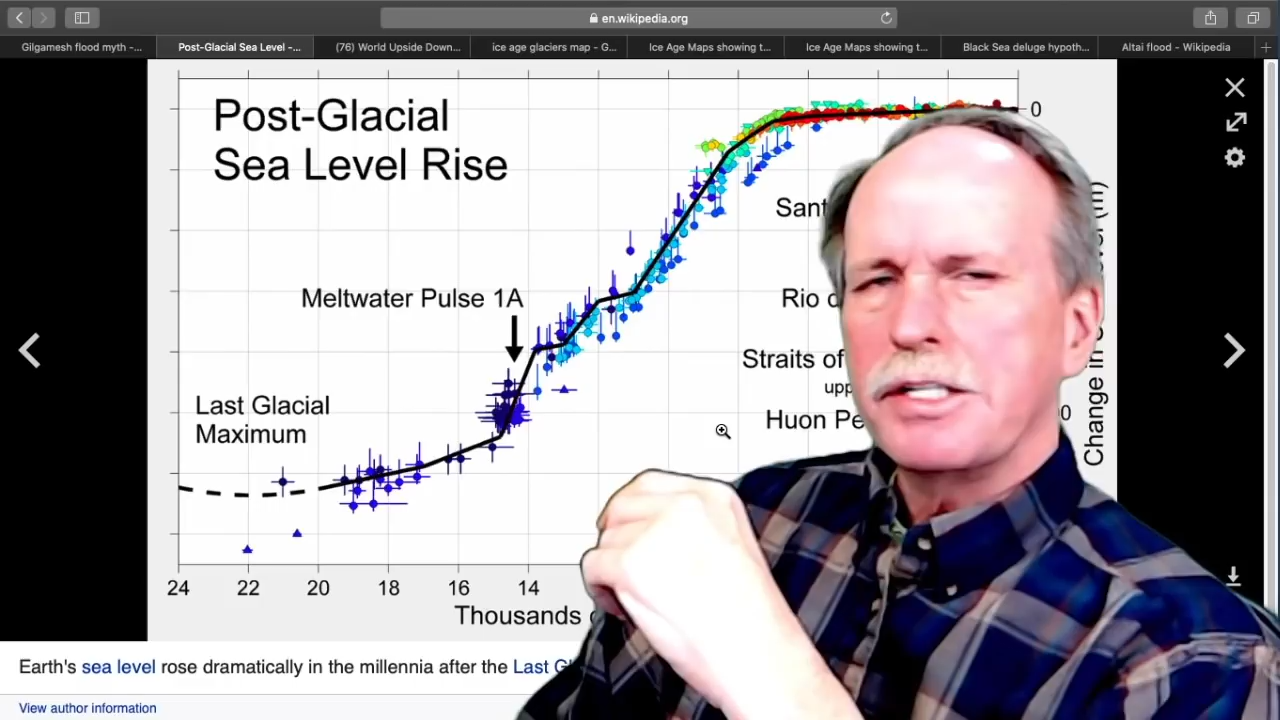 en.wikipedia.org
Gilgamesh flood myth -...
Post-Glacial Sea Level -...
(76) World Upside Down...
ice age glaciers map - G...
Ice Age Maps showing t...
Ice Age Maps showing t...
Black Sea deluge hypoth...
Altai flood - Wikipedia
Post-Glacial
Sea Level Rise
0
Meltwater Pulse 1A
Last Glacial
Maximum
Rio
Straits of
Huon
Change in
(m)
24 22 20 18 16 14
Thousands
Earth's sea level rose dramatically in the millennia after the Last
View author information